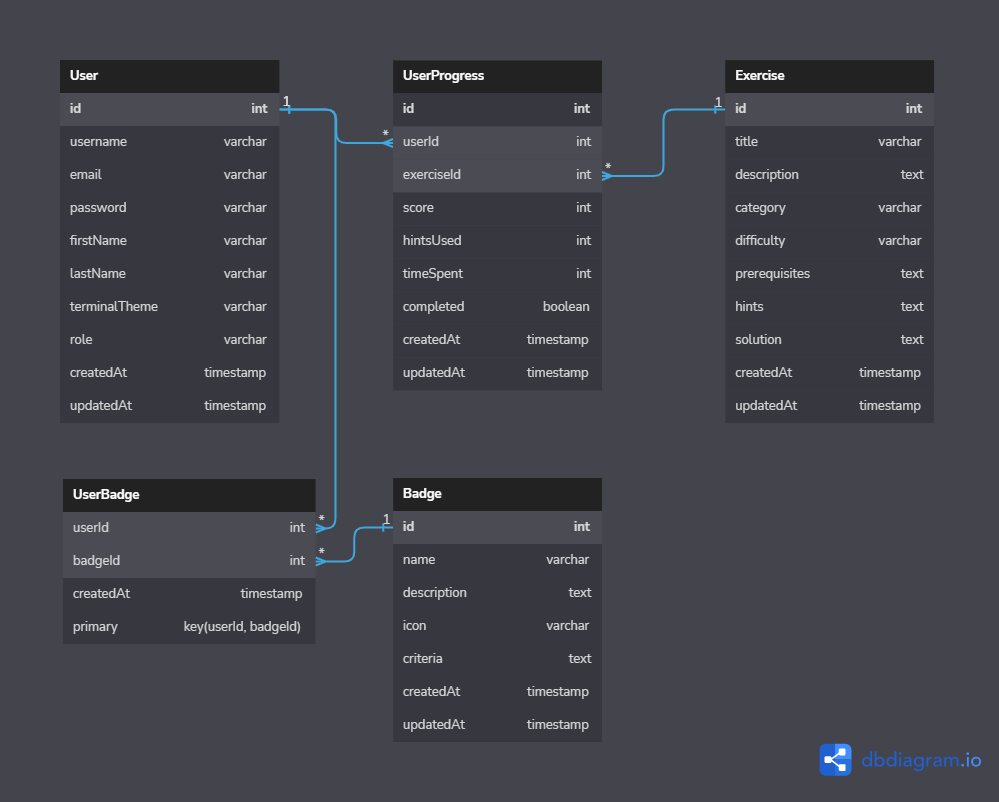 User
id int
username varchar
email varchar
password varchar
firstName varchar
lastName varchar
terminalTheme varchar
role varchar
createdAt timestamp
updatedAt timestamp
1
*
UserProgress
id int
userId int
exerciseId int
score int
hintsUsed int
timeSpent int
completed boolean
createdAt timestamp
updatedAt timestamp
*
1
Exercise
id int
title varchar
description text
category varchar
difficulty varchar
prerequisites text
hints text
solution text
createdAt timestamp
updatedAt timestamp
UserBadge
userId int
badgeId int
createdAt timestamp
primary key(userId, badgeId)
*
*
1
Badge
id int
name varchar
description text
icon varchar
criteria text
createdAt timestamp
updatedAt timestamp
dbdiagram.io